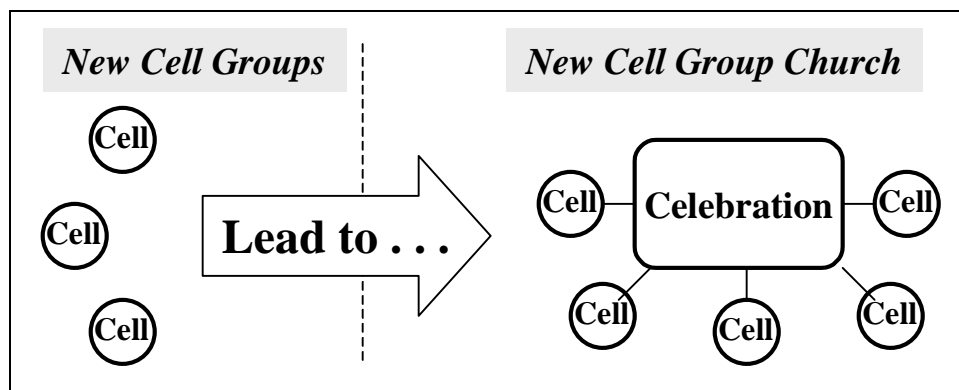 New Cell Groups
New Cell Group Church
Cell
Cell
Cell
Lead to . . .
Celebration
Cell
Cell
Cell
Cell
Cell